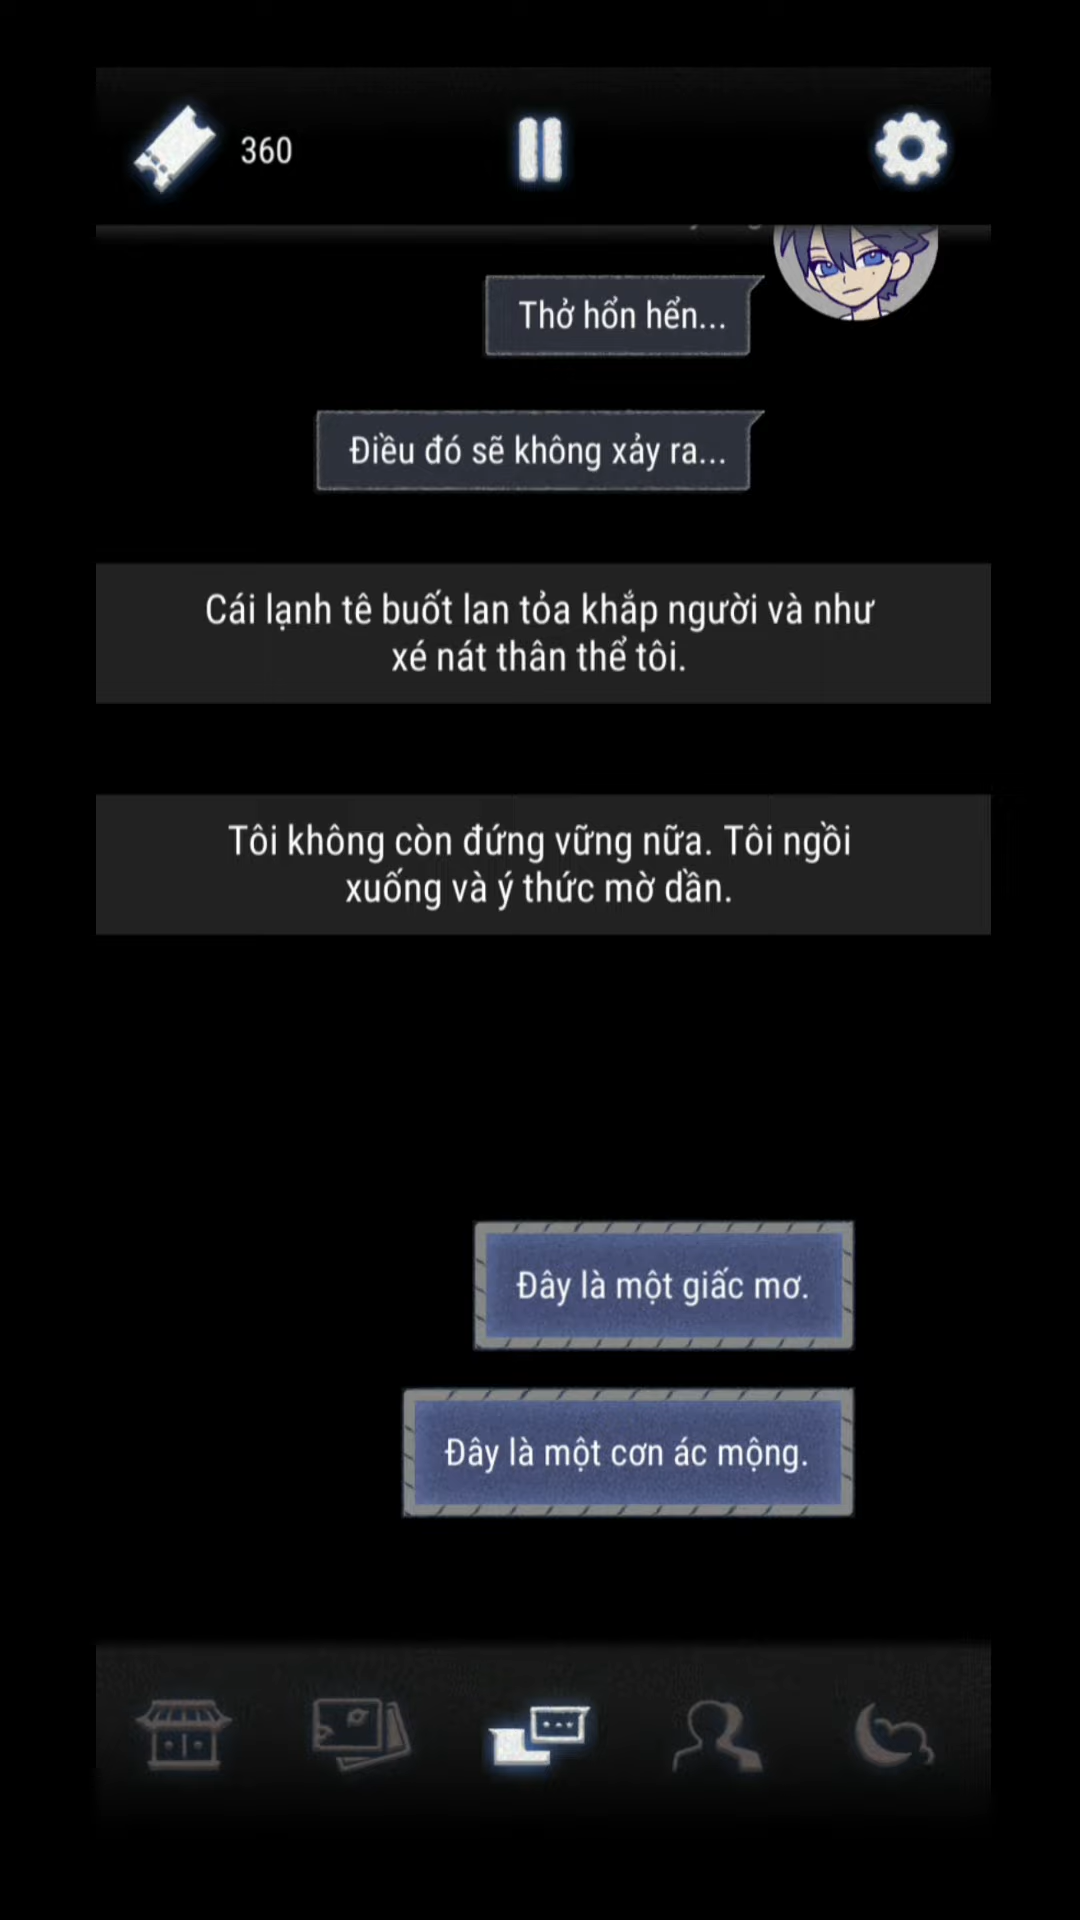 360
Thở hổn hển...
Điều đó sẽ không xảy ra...
Cái lạnh tê buốt lan tỏa khắp người và như
xé nát thân thể tôi.
Tôi không còn đứng vững nữa. Tôi ngồi
xuống và ý thức mờ dần.
Đây là một giấc mơ.
Đây là một cơn ác mộng.